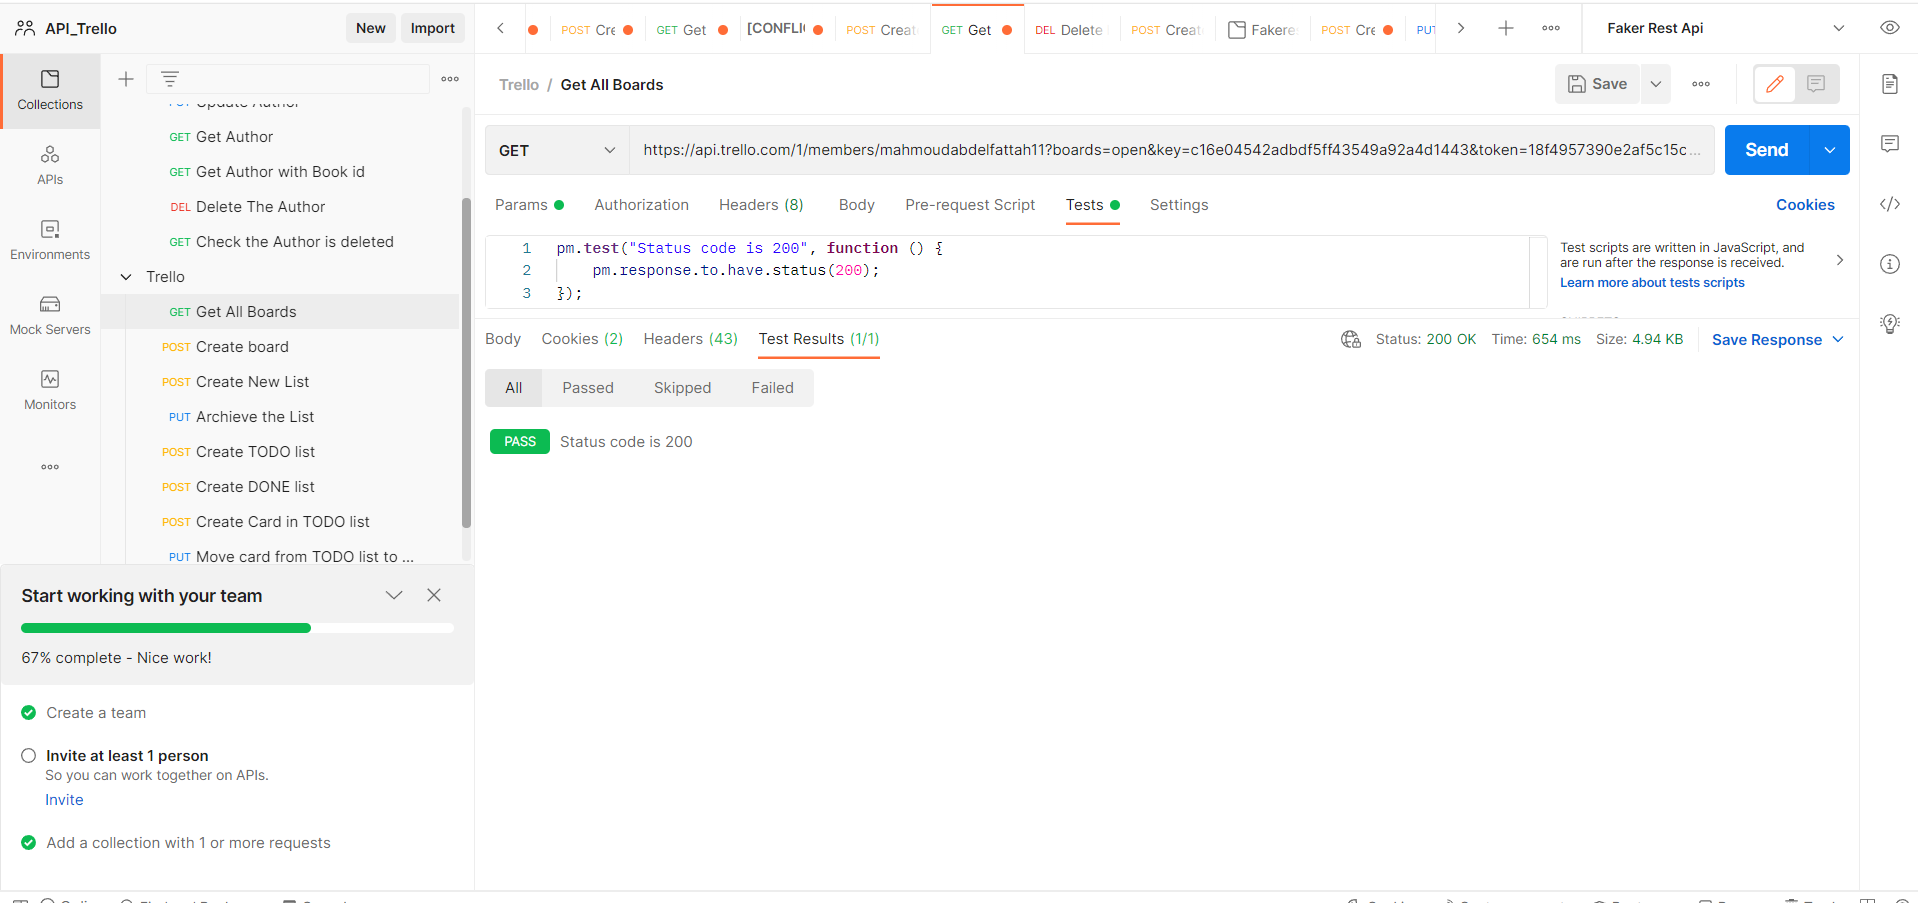 API_Trello
New
Import
POST Cre
GET Get
[CONFLI
POST Creat
GET Get
DEL Delete
POST Creat
Faker
POST Cre
PUT
Faker Rest Api
Collections
APIs
Environments
Mock Servers
Monitors
Update Author
GET Get Author
GET Get Author with Book id
DEL Delete The Author
GET Check the Author is deleted
Trello
GET Get All Boards
POST Create board
POST Create New List
PUT Archieve the List
POST Create TODO list
POST Create DONE list
POST Create Card in TODO list
PUT Move card from TODO list to ...
Start working with your team
67% complete - Nice work!
Create a team
Invite at least 1 person
So you can work together on APIs.
Invite
Add a collection with 1 or more requests
Trello / Get All Boards
Save
GET
https://api.trello.com/1/members/mahmoudabdelfattah11?boards=open&key=c16e04542adbdf5ff43549a92a4d1443&token=18f4957390e2af5c15c...
Send
Params
Authorization
Headers (8)
Body
Pre-request Script
Tests
Settings
Cookies
1 pm.test("Status code is 200", function () {
2 pm.response.to.have.status(200);
3 });
Test scripts are written in JavaScript, and
are run after the response is received.
Learn more about tests scripts
Body
Cookies (2)
Headers (43)
Test Results (1/1)
Status: 200 OK
Time: 654 ms
Size: 4.94 KB
Save Response
All
Passed
Skipped
Failed
PASS Status code is 200